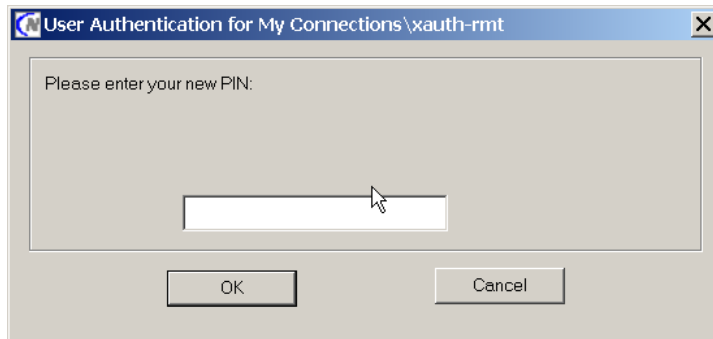 User Authentication for My Connections\xauth-rmt
Please enter your new PIN:
OK
Cancel